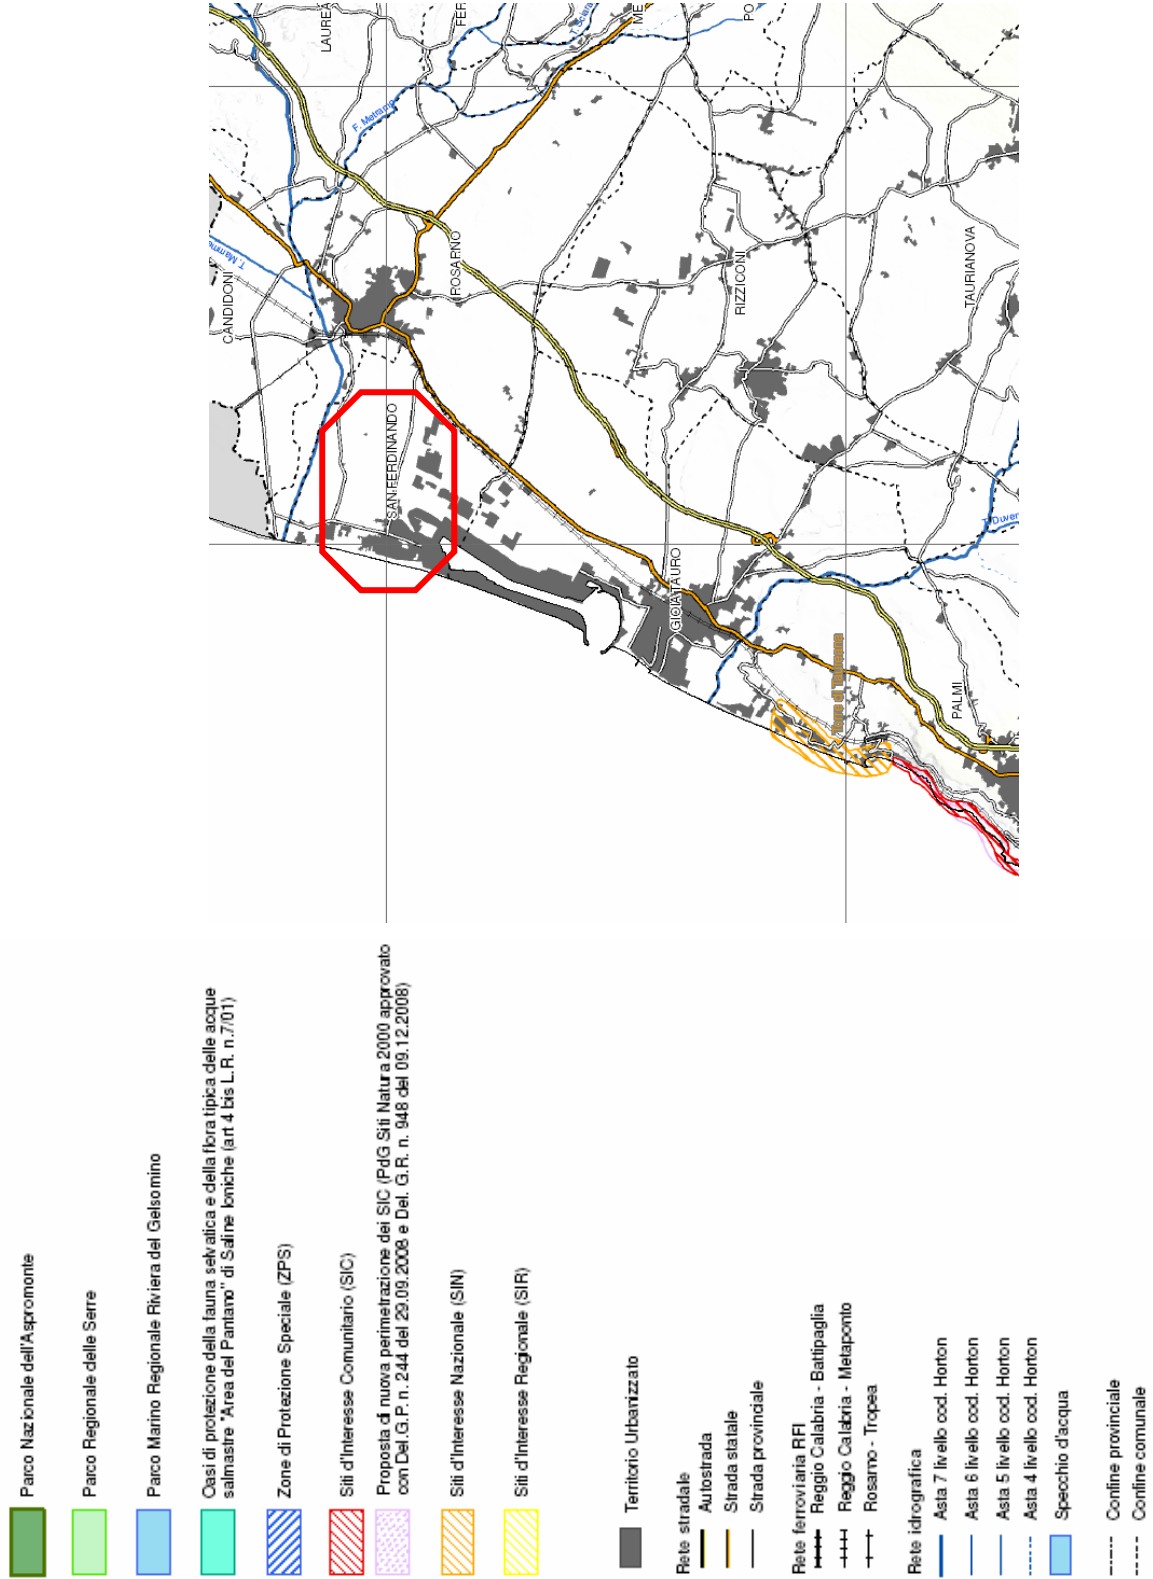 LAUREA
FER
T. Sciara
ME
PO
F. Metramo
CANDIDONI
T. Mamme
ROSARNO
SAN FERDINANDO
RIZZICONI
TAURIANOVA
GIOIA TAURO
T. Duver
PALMI
Parco Nazionale dell'Aspromonte
Parco Regionale delle Serre
Parco Marino Regionale Riviera del Gelsomino
Oasi di protezione della fauna selvatica e della flora tipica delle acque
salmastre "Area del Pantano" di Saline Ioniche (art 4 bis L.R. n.7/01)
Zone di Protezione Speciale (ZPS)
Siti d'Interesse Comunitario (SIC)
Proposta di nuova perimetrazione dei SIC (PdG Siti Natura 2000 approvato
con Del.G.P. n. 244 del 29.09.2008 e Del. G.R. n. 948 del 09.12.2008)
Siti d'Interesse Nazionale (SIN)
Siti d'Interesse Regionale (SIR)
Territorio Urbanizzato
Rete stradale
Autostrada
Strada statale
Strada provinciale
Rete ferroviaria RFI
Reggio Calabria - Battipaglia
Reggio Calabria - Metaponto
Rosarno - Tropea
Rete idrografica
Asta 7 livello cod. Horton
Asta 6 livello cod. Horton
Asta 5 livello cod. Horton
Asta 4 livello cod. Horton
Specchio d'acqua
Confine provinciale
Confine comunale